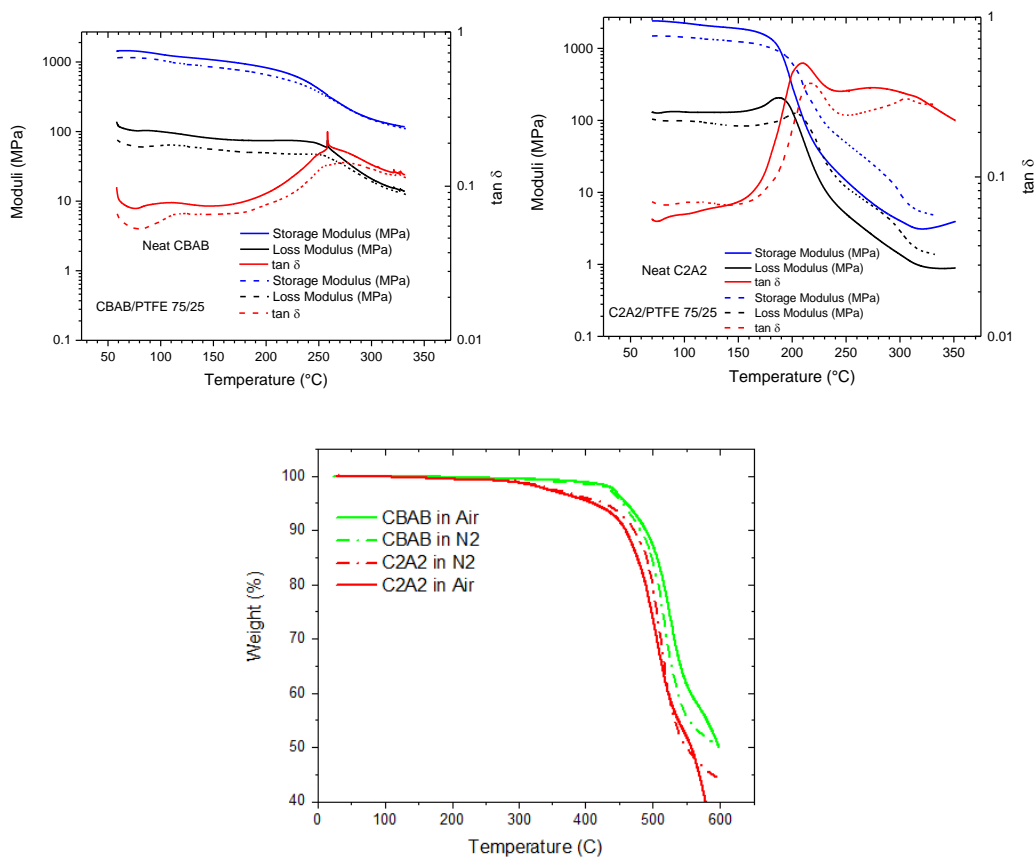 1000
100
10
1
0.1
Moduli (MPa)
1
0.1
0.01
tan δ
Neat CBAB
CBAB/PTFE 75/25
Storage Modulus (MPa)
Loss Modulus (MPa)
tan δ
Storage Modulus (MPa)
Loss Modulus (MPa)
tan δ
50 100 150 200 250 300 350
Temperature (°C)
1000
100
10
1
0.1
Moduli (MPa)
1
0.1
0.01
tan δ
Neat C2A2
C2A2/PTFE 75/25
Storage Modulus (MPa)
Loss Modulus (MPa)
tan δ
Storage Modulus (MPa)
Loss Modulus (MPa)
tan δ
50 100 150 200 250 300 350
Temperature (°C)
100
90
80
70
60
50
40
Weight (%)
CBAB in Air
CBAB in N2
C2A2 in N2
C2A2 in Air
0 100 200 300 400 500 600
Temperature (C)